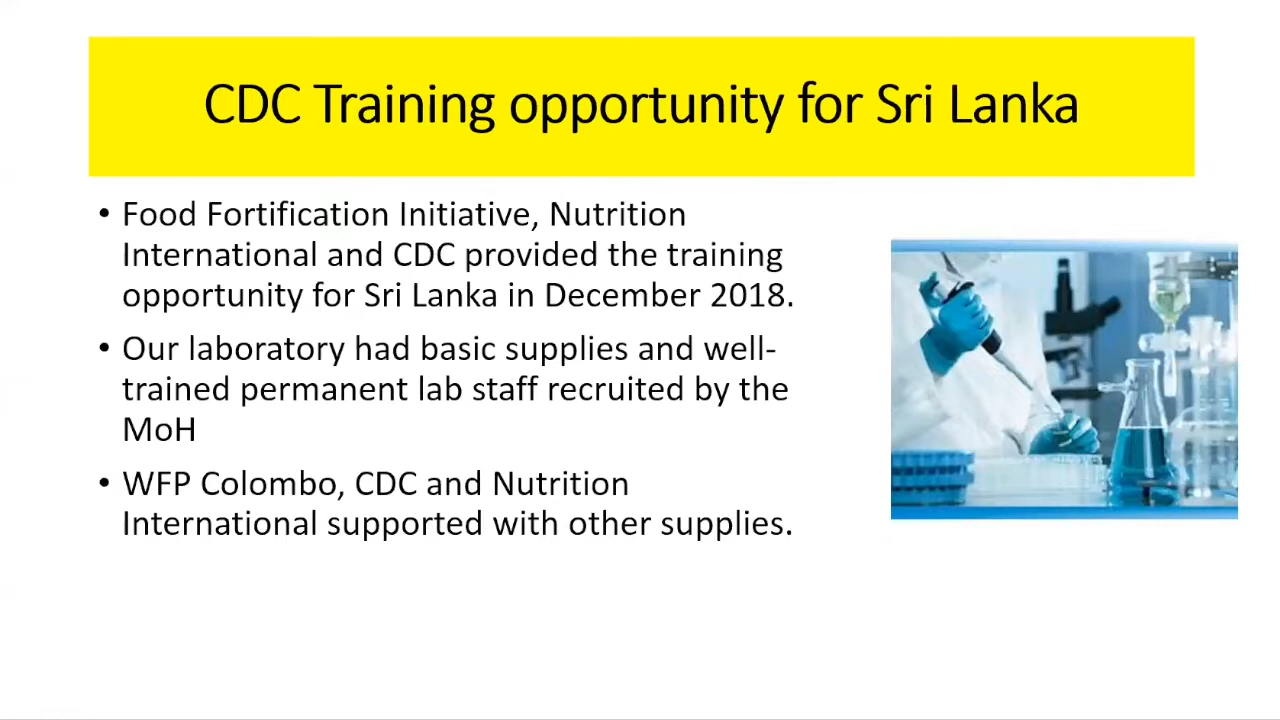 CDC Training opportunity for Sri Lanka
• Food Fortification Initiative, Nutrition
International and CDC provided the training
opportunity for Sri Lanka in December 2018.
• Our laboratory had basic supplies and well-
trained permanent lab staff recruited by the
MoH
• WFP Colombo, CDC and Nutrition
International supported with other supplies.